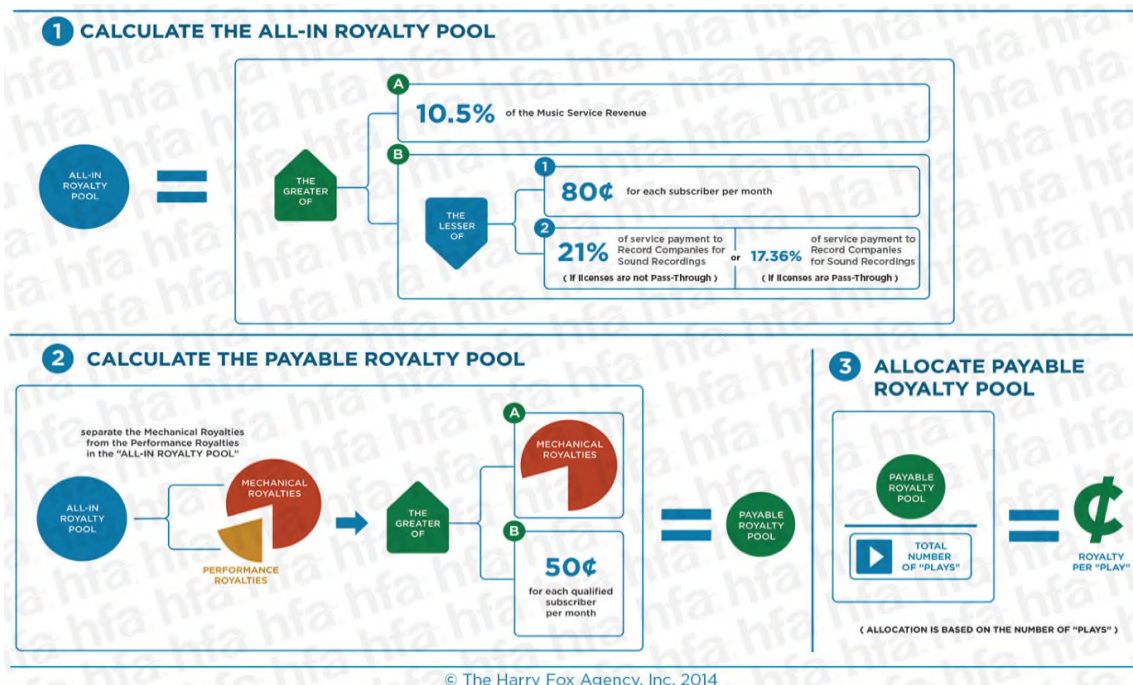 1 CALCULATE THE ALL-IN ROYALTY POOL
ALL-IN
ROYALTY
POOL
THE
GREATER
OF
A
10.5% of the Music Service Revenue
B
THE
LESSER
OF
1
80¢ for each subscriber per month
2
21%
of service payment to
Record Companies for
Sound Recordings
( If licenses are not Pass-Through )
or
17.36%
of service payment to
Record Companies
for Sound Recordings
( If licenses are Pass-Through )
2 CALCULATE THE PAYABLE ROYALTY POOL
separate the Mechanical Royalties
from the Performance Royalties
in the "ALL-IN ROYALTY POOL"
ALL-IN
ROYALTY
POOL
MECHANICAL
ROYALTIES
PERFORMANCE
ROYALTIES
THE
GREATER
OF
A
MECHANICAL
ROYALTIES
B
50¢
for each qualified
subscriber
per month
PAYABLE
ROYALTY
POOL
3 ALLOCATE PAYABLE
ROYALTY POOL
PAYABLE
ROYALTY
POOL
TOTAL
NUMBER
OF "PLAYS"
¢
ROYALTY
PER "PLAY"
( ALLOCATION IS BASED ON THE NUMBER OF "PLAYS" )
© The Harry Fox Agency, Inc. 2014
hfa